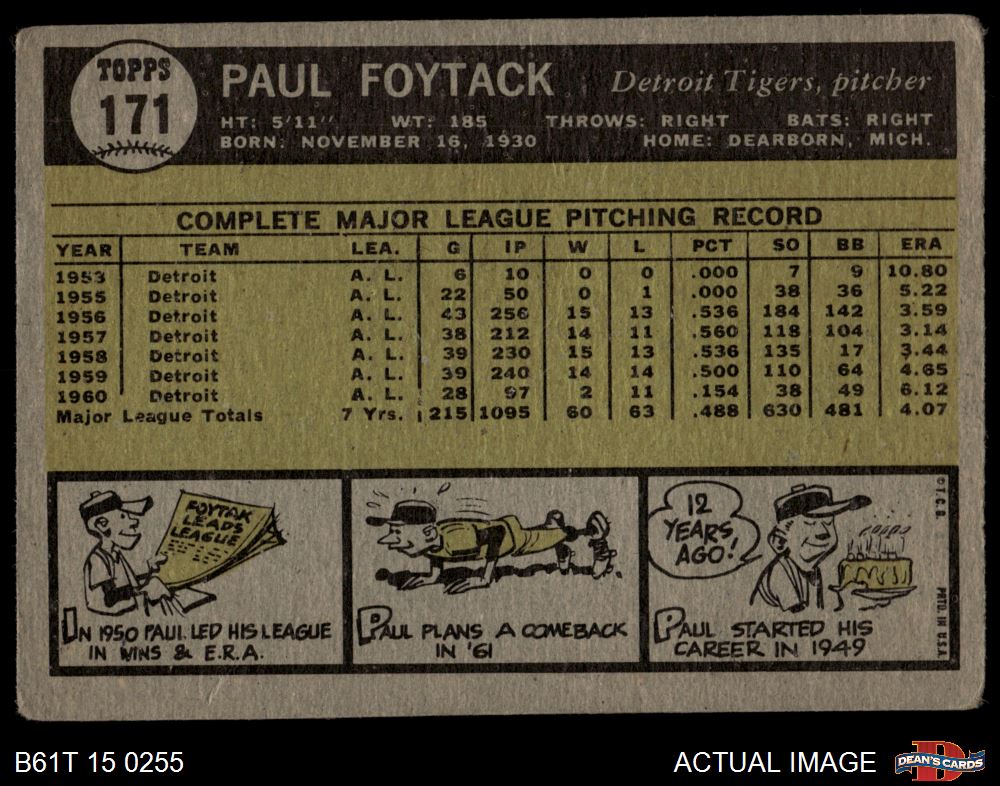 TOPPS
171
PAUL FOYTACK Detroit Tigers, pitcher
HT: 5'11" WT: 185 THROWS: RIGHT BATS: RIGHT
BORN: NOVEMBER 16, 1930 HOME: DEARBORN, MICH.
COMPLETE MAJOR LEAGUE PITCHING RECORD
YEAR TEAM LEA. G IP W L PCT SO BB ERA
1953 Detroit A. L. 6 10 0 0 .000 7 9 10.80
1955 Detroit A. L. 22 50 0 1 .000 38 36 5.22
1956 Detroit A. L. 43 256 15 13 .536 184 142 3.59
1957 Detroit A. L. 38 212 14 11 .560 118 104 3.14
1958 Detroit A. L. 39 230 15 13 .536 135 17 3.44
1959 Detroit A. L. 39 240 14 14 .500 110 64 4.65
1960 Detroit A. L. 28 97 2 11 .154 38 49 6.12
Major League Totals 7 Yrs. 215 1095 60 63 .488 630 481 4.07
FOYTAK
LEADS
LEAGUE
IN 1950 PAUL LED HIS LEAGUE
IN WINS & E.R.A.
PAUL PLANS A COMEBACK
IN '61
12
YEARS
AGO!
PAUL STARTED HIS
CAREER IN 1949
© T. C. G. PRTD. IN U.S.A.
B61T 15 0255
ACTUAL IMAGE
DEAN'S CARDS